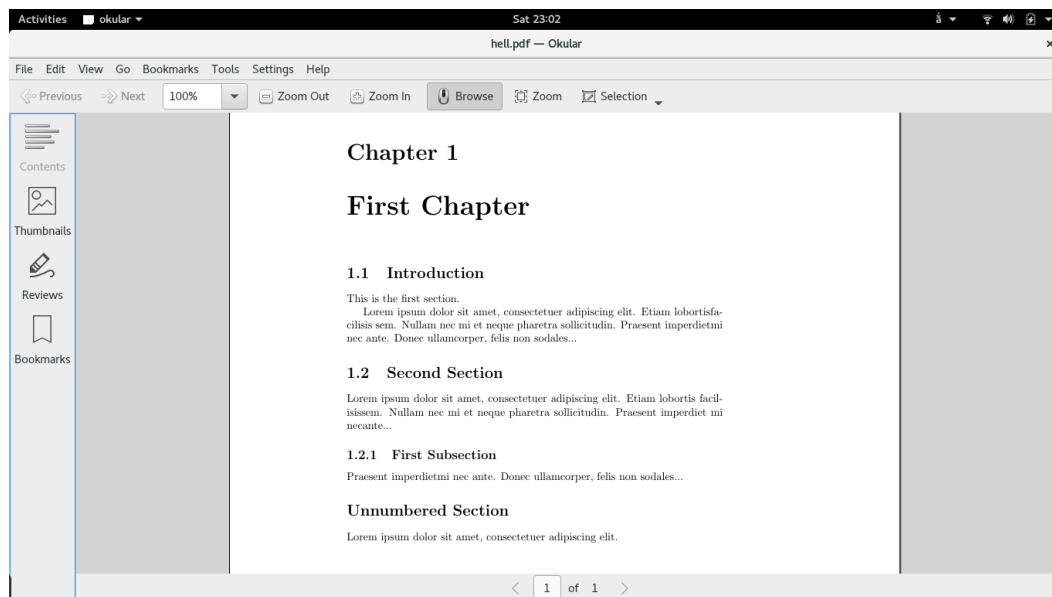 Activities okular Sat 23:02 á
hell.pdf — Okular
File Edit View Go Bookmarks Tools Settings Help
Previous Next 100% Zoom Out Zoom In Browse Zoom Selection
Contents
Thumbnails
Reviews
Bookmarks
Chapter 1
First Chapter
1.1 Introduction
This is the first section.
Lorem ipsum dolor sit amet, consectetuer adipiscing elit. Etiam lobortisfa-
cilisis sem. Nullam nec mi et neque pharetra sollicitudin. Praesent imperdietmi
nec ante. Donec ullamcorper, felis non sodales...
1.2 Second Section
Lorem ipsum dolor sit amet, consectetuer adipiscing elit. Etiam lobortis facil-
isissem. Nullam nec mi et neque pharetra sollicitudin. Praesent imperdiet mi
necante...
1.2.1 First Subsection
Praesent imperdietmi nec ante. Donec ullamcorper, felis non sodales...
Unnumbered Section
Lorem ipsum dolor sit amet, consectetuer adipiscing elit.
1 of 1